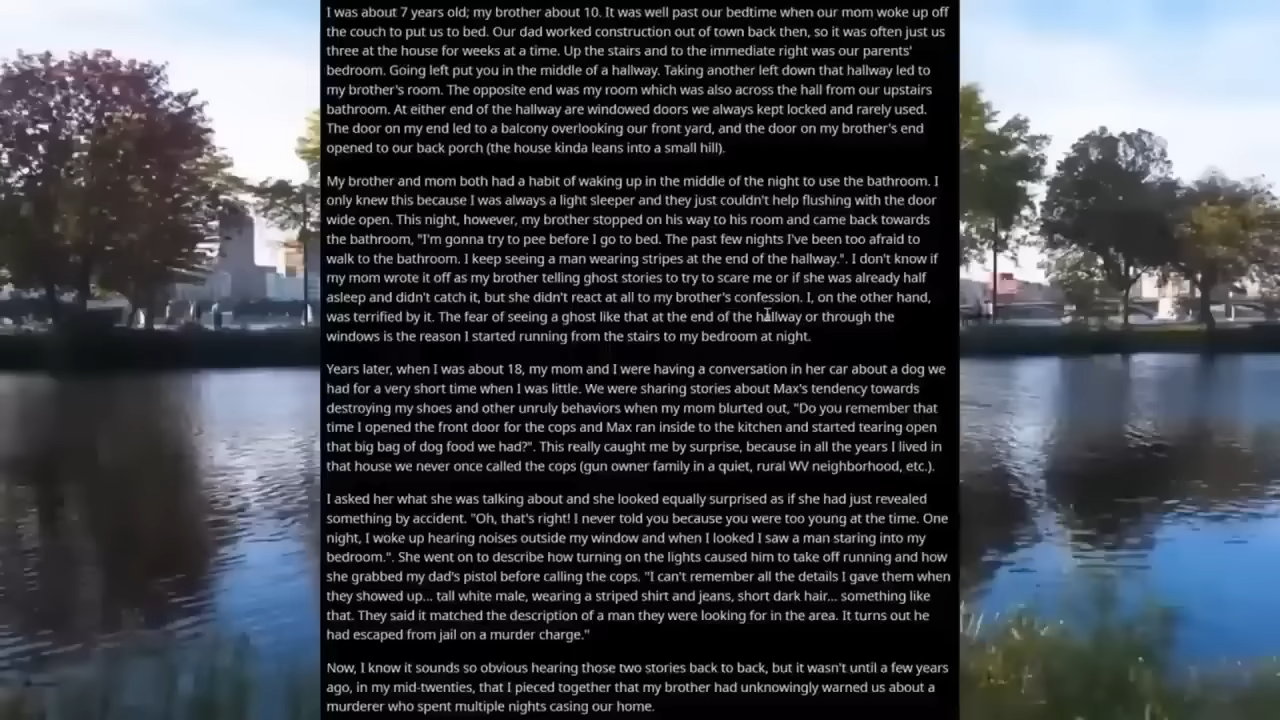 I was about 7 years old; my brother about 10. It was well past our bedtime when our mom woke up off
the couch to put us to bed. Our dad worked construction out of town back then, so it was often just us
three at the house for weeks at a time. Up the stairs and to the immediate right was our parents'
bedroom. Going left put you in the middle of a hallway. Taking another left down that hallway led to
my brother's room. The opposite end was my room which was also across the hall from our upstairs
bathroom. At either end of the hallway are windowed doors we always kept locked and rarely used.
The door on my end led to a balcony overlooking our front yard, and the door on my brother's end
opened to our back porch (the house kinda leans into a small hill).
My brother and mom both had a habit of waking up in the middle of the night to use the bathroom. I
only knew this because I was always a light sleeper and they just couldn't help flushing with the door
wide open. This night, however, my brother stopped on his way to his room and came back towards
the bathroom, "I'm gonna try to pee before I go to bed. The past few nights I've been too afraid to
walk to the bathroom. I keep seeing a man wearing stripes at the end of the hallway.". I don't know if
my mom wrote it off as my brother telling ghost stories to try to scare me or if she was already half
asleep and didn't catch it, but she didn't react at all to my brother's confession. I, on the other hand,
was terrified by it. The fear of seeing a ghost like that at the end of the hallway or through the
windows is the reason I started running from the stairs to my bedroom at night.
Years later, when I was about 18, my mom and I were having a conversation in her car about a dog we
had for a very short time when I was little. We were sharing stories about Max's tendency towards
destroying my shoes and other unruly behaviors when my mom blurted out, "Do you remember that
time I opened the front door for the cops and Max ran inside to the kitchen and started tearing open
that big bag of dog food we had?". This really caught me by surprise, because in all the years I lived in
that house we never once called the cops (gun owner family in a quiet, rural WV neighborhood, etc.).
I asked her what she was talking about and she looked equally surprised as if she had just revealed
something by accident. "Oh, that's right! I never told you because you were too young at the time. One
night, I woke up hearing noises outside my window and when I looked I saw a man staring into my
bedroom.". She went on to describe how turning on the lights caused him to take off running and how
she grabbed my dad's pistol before calling the cops. "I can't remember all the details I gave them when
they showed up... tall white male, wearing a striped shirt and jeans, short dark hair... something like
that. They said it matched the description of a man they were looking for in the area. It turns out he
had escaped from jail on a murder charge."
Now, I know it sounds so obvious hearing those two stories back to back, but it wasn't until a few years
ago, in my mid-twenties, that I pieced together that my brother had unknowingly warned us about a
murderer who spent multiple nights casing our home.